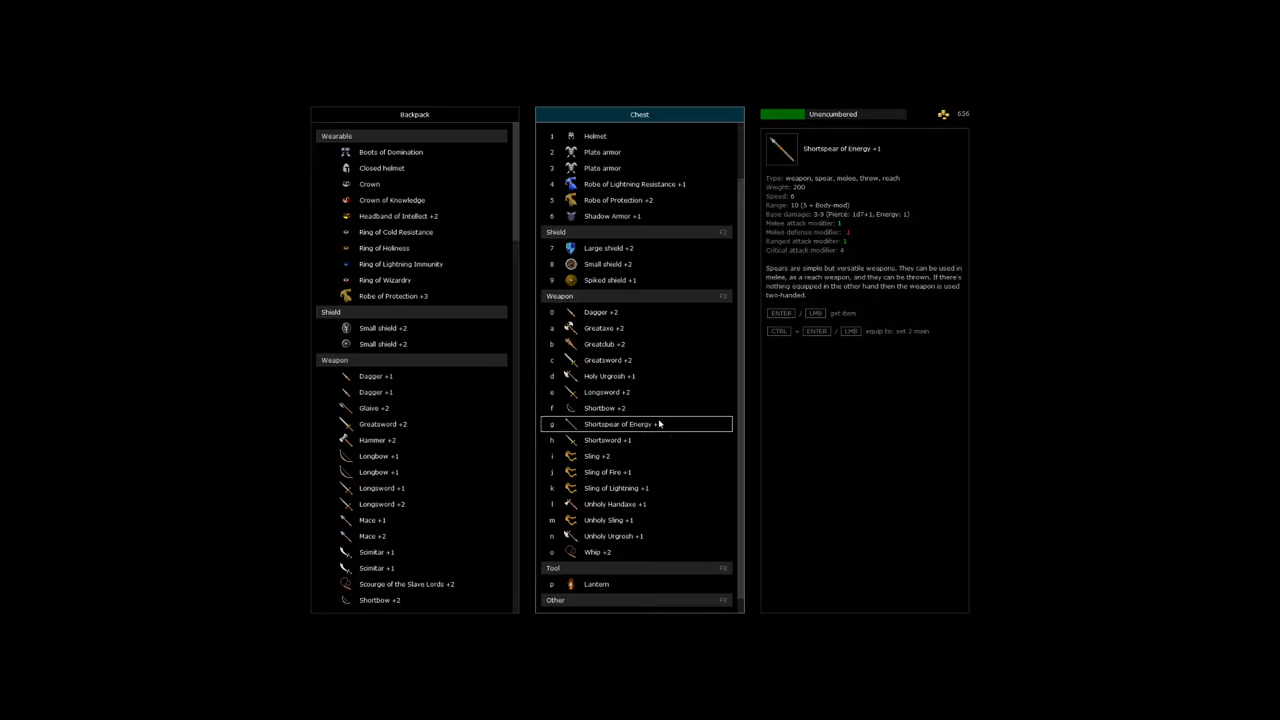 Backpack
Wearable
Boots of Domination
Closed helmet
Crown
Crown of Knowledge
Headband of Intellect +2
Ring of Cold Resistance
Ring of Holiness
Ring of Lightning Immunity
Ring of Wizardry
Robe of Protection +3
Shield
Small shield +2
Small shield +2
Weapon
Dagger +1
Dagger +1
Glaive +2
Greatsword +2
Hammer +2
Longbow +1
Longbow +1
Longsword +1
Longsword +2
Mace +1
Mace +2
Scimitar +1
Scimitar +1
Scourge of the Slave Lords +2
Shortbow +2
Chest
1 Helmet
2 Plate armor
3 Plate armor
4 Robe of Lightning Resistance +1
5 Robe of Protection +2
6 Shadow Armor +1
Shield F2
7 Large shield +2
8 Small shield +2
9 Spiked shield +1
Weapon F3
0 Dagger +2
a Greataxe +2
b Greatclub +2
c Greatsword +2
d Holy Urgrosh +1
e Longsword +2
f Shortbow +2
g Shortspear of Energy +
h Shortsword +1
i Sling +2
j Sling of Fire +1
k Sling of Lightning +1
l Unholy Handaxe +1
m Unholy Sling +1
n Unholy Urgrosh +1
o Whip +2
Tool F8
p Lantern
Other F9
Unencumbered 656
Shortspear of Energy +1
Type: weapon, spear, melee, throw, reach
Weight: 200
Speed: 6
Range: 10 (5 + Body-mod)
Base damage: 3-9 (Pierce: 1d7+1, Energy: 1)
Melee attack modifier: 1
Melee defense modifier: -1
Ranged attack modifier: 1
Critical attack modifier: 4
Spears are simple but versatile weapons. They can be used in
melee, as a reach weapon, and they can be thrown. If there's
nothing equipped in the other hand then the weapon is used
two-handed.
ENTER / LMB get item
CTRL + ENTER / LMB equip to: set 2 main